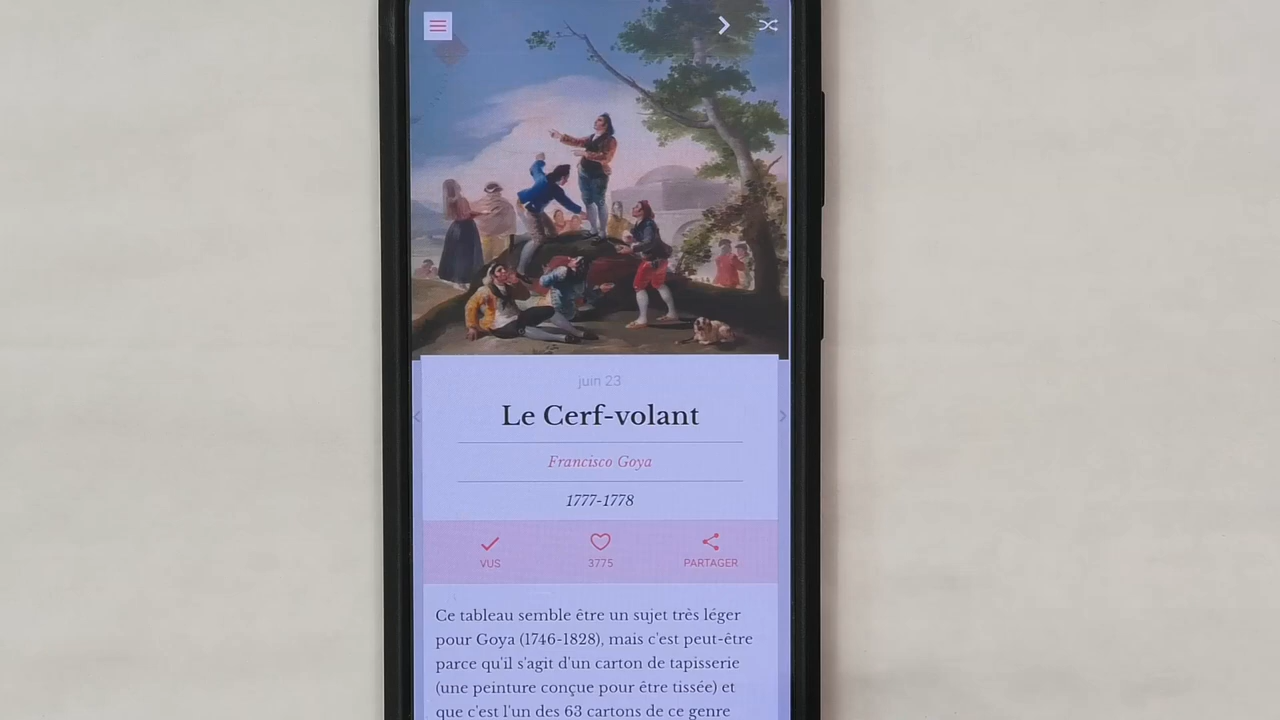 juin 23
Le Cerf-volant
Francisco Goya
1777-1778
VUS
3775
PARTAGER
Ce tableau semble être un sujet très léger
pour Goya (1746-1828), mais c'est peut-être
parce qu'il s'agit d'un carton de tapisserie
(une peinture conçue pour être tissée) et
que c'est l'un des 63 cartons de ce genre